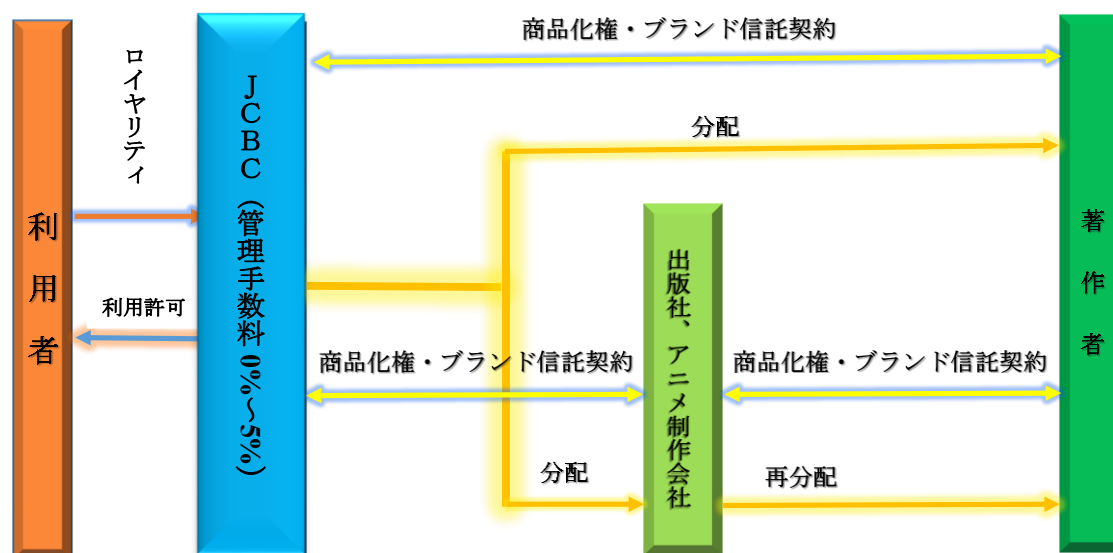 利用者
ロイヤリティ
利用許可
JCBC（管理手数料0%～5%）
商品化権・ブランド信託契約
分配
商品化権・ブランド信託契約
分配
出版社、アニメ制作会社
商品化権・ブランド信託契約
再分配
著作者